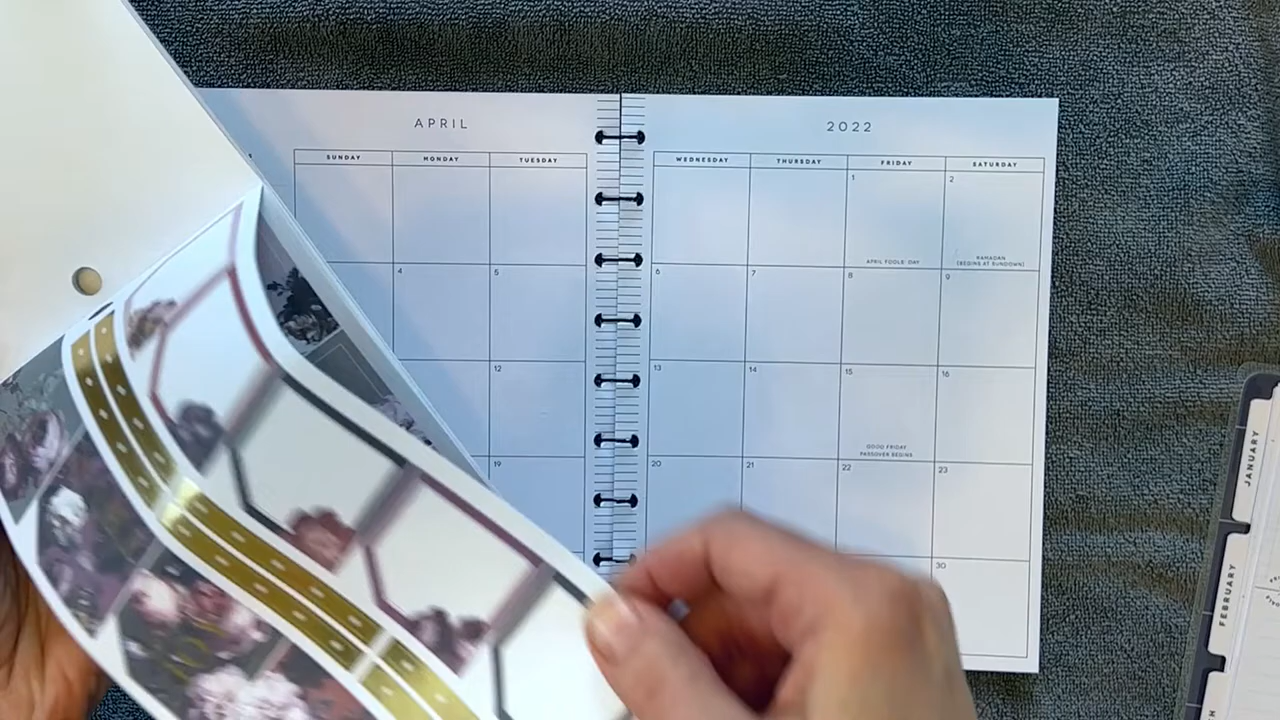 APRIL
2022
SUNDAY MONDAY TUESDAY
WEDNESDAY THURSDAY FRIDAY SATURDAY
1 2
APRIL FOOLS' DAY
RAMADAN
(BEGINS AT SUNDOWN)
4 5
6 7 8 9
12
13 14 15 16
GOOD FRIDAY
PASSOVER BEGINS
19
20 21 22 23
30
JANUARY
FEBRUARY